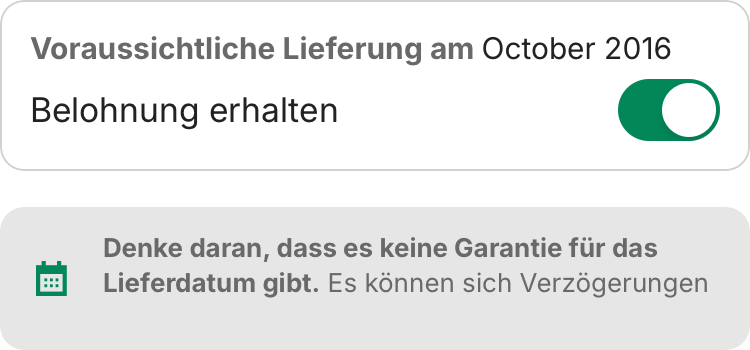 Voraussichtliche Lieferung am October 2016
Belohnung erhalten
Denke daran, dass es keine Garantie für das
Lieferdatum gibt. Es können sich Verzögerungen